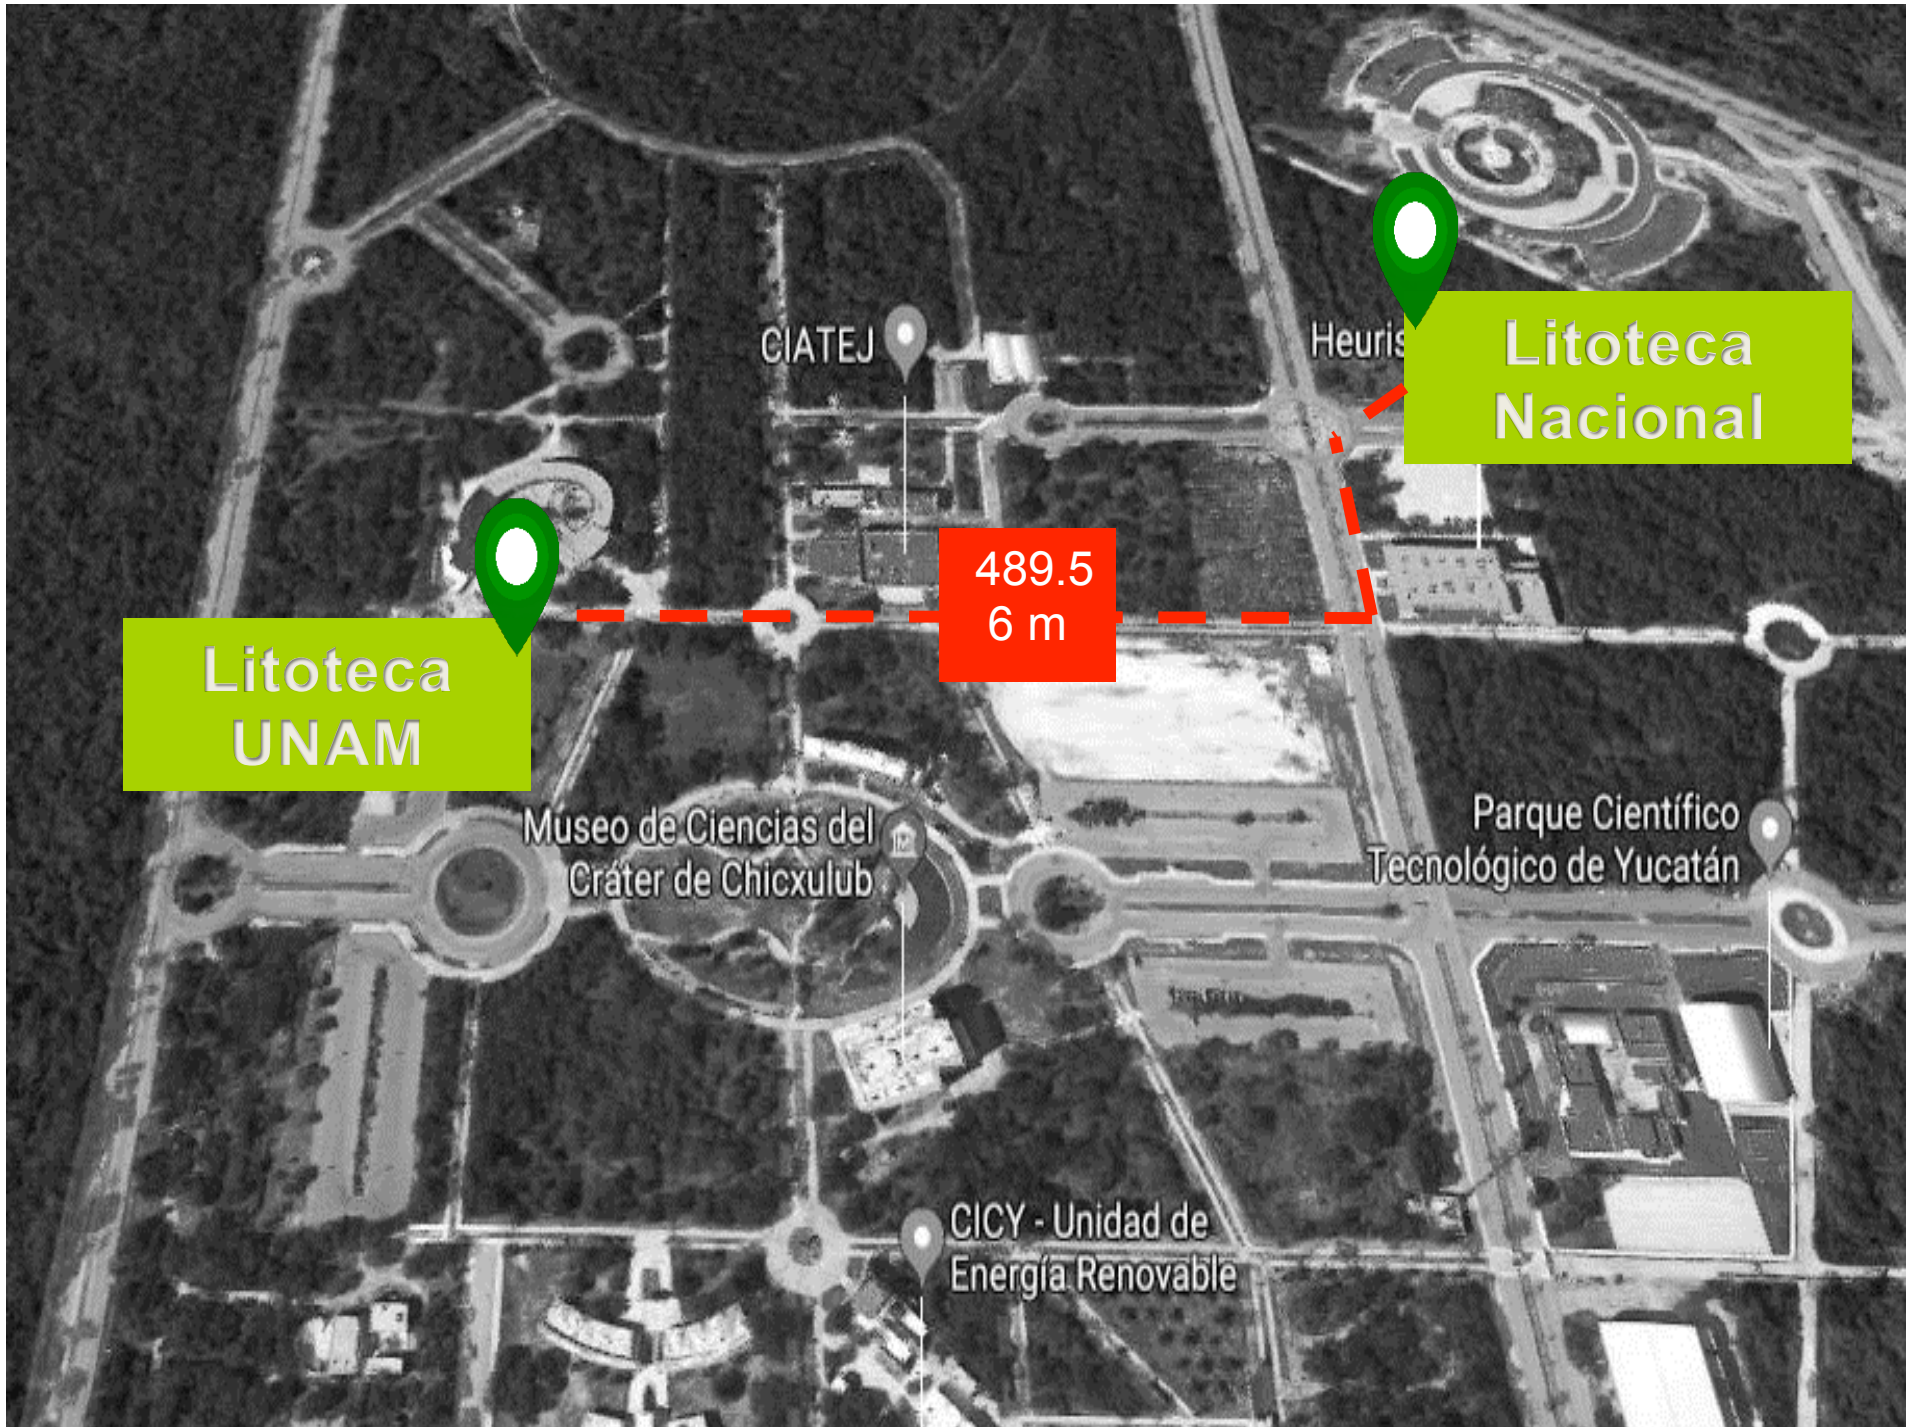 CIATEJ
Heuris
Litoteca
Nacional
489.5
6 m
Litoteca
UNAM
Museo de Ciencias del
Cráter de Chicxulub
Parque Científico
Tecnológico de Yucatán
CICY - Unidad de
Energía Renovable